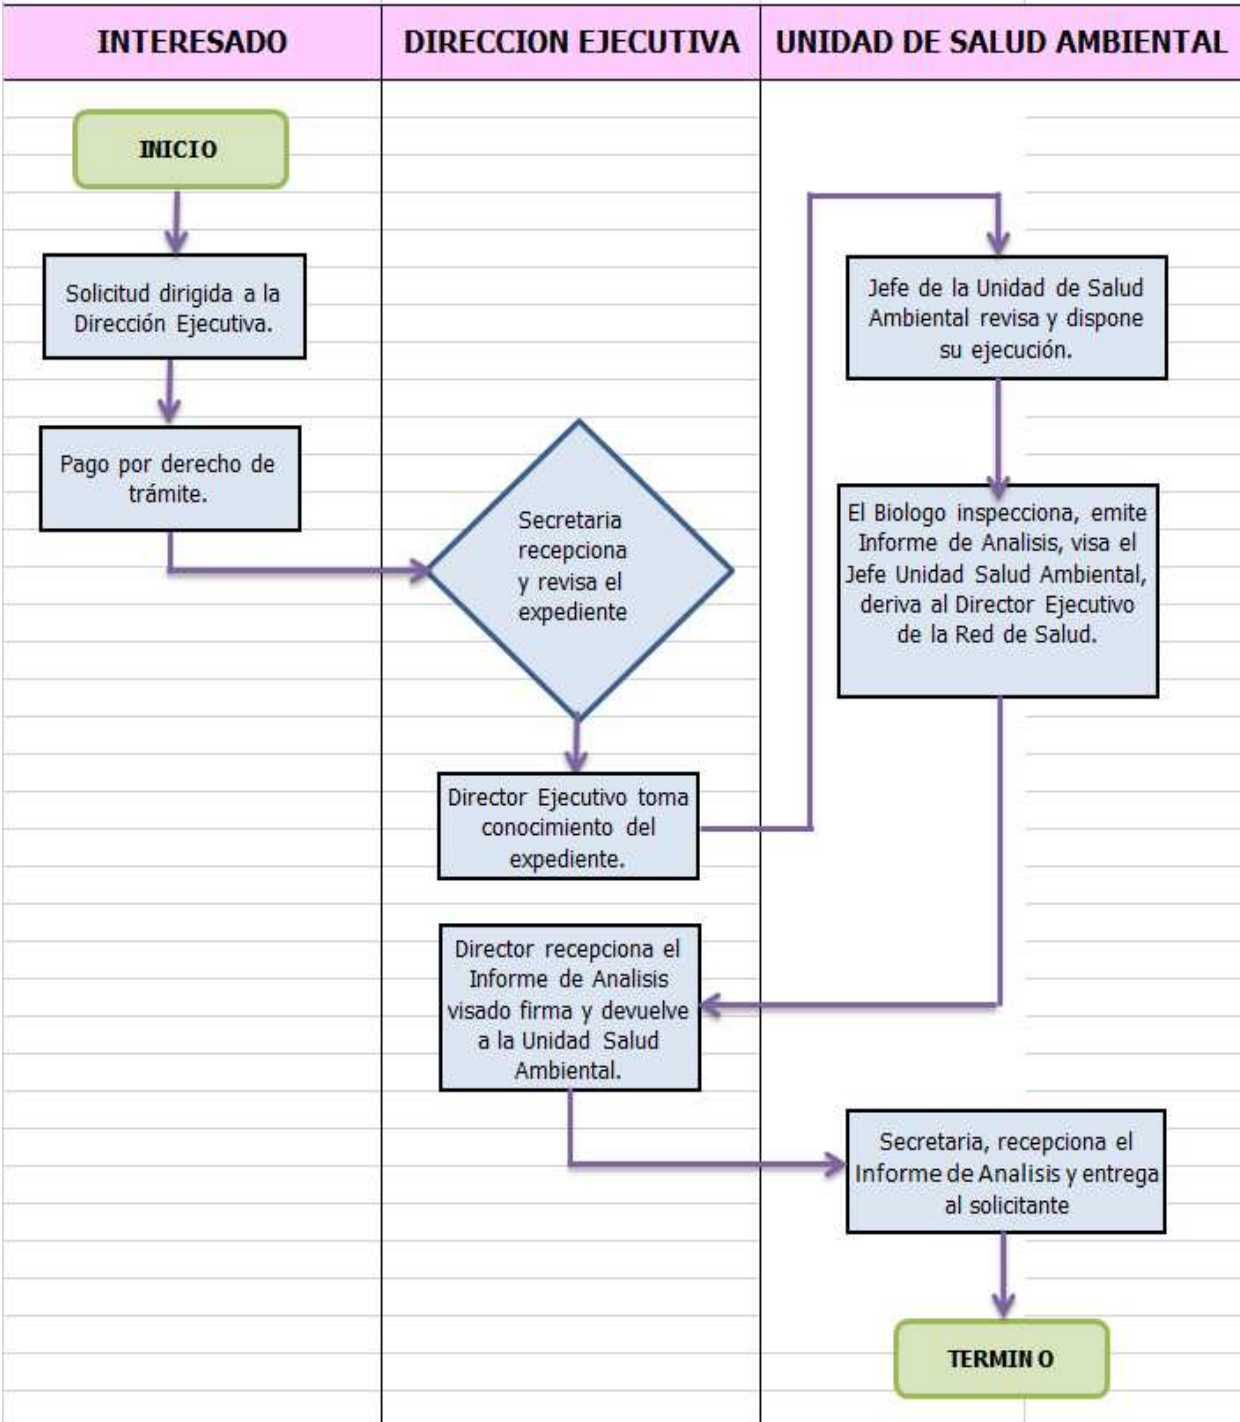 INTERESADO
DIRECCION EJECUTIVA
UNIDAD DE SALUD AMBIENTAL
INICIO
Solicitud dirigida a la
Dirección Ejecutiva.
Pago por derecho de
trámite.
Secretaria
recepciona
y revisa el
expediente
Director Ejecutivo toma
conocimiento del
expediente.
Jefe de la Unidad de Salud
Ambiental revisa y dispone
su ejecución.
El Biologo inspecciona, emite
Informe de Analisis, visa el
Jefe Unidad Salud Ambiental,
deriva al Director Ejecutivo
de la Red de Salud.
Director recepciona el
Informe de Analisis
visado firma y devuelve
a la Unidad Salud
Ambiental.
Secretaria, recepciona el
Informe de Analisis y entrega
al solicitante
TERMINO